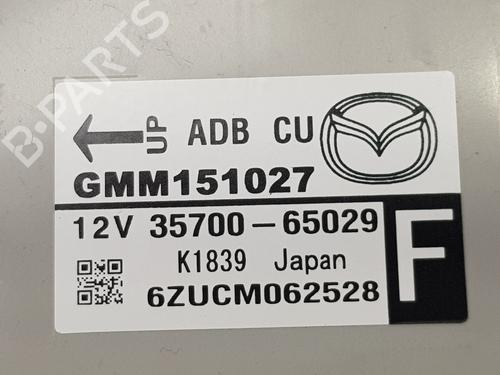 B-PARTS
UP ADB CU
GMM151027
12V 35700-65029
K1839 Japan
6ZUCM062528
F